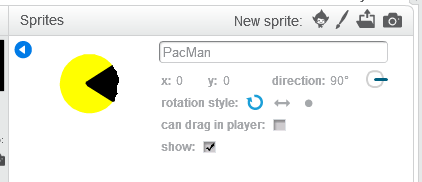 Sprites New sprite:
PacMan
x: 0 y: 0 direction: 90°
rotation style:
can drag in player:
show: